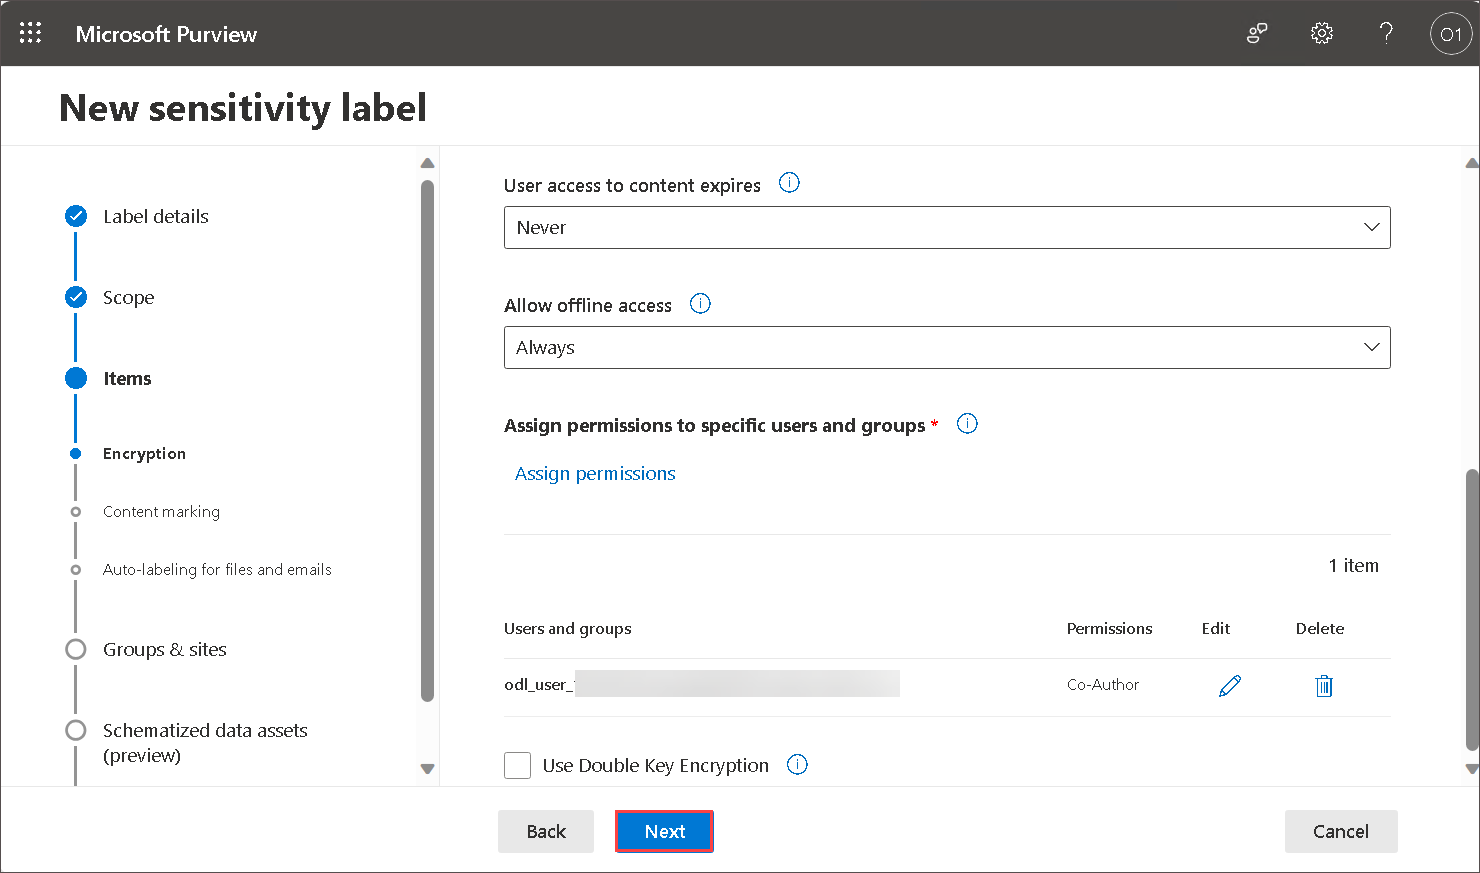 Microsoft Purview
O1
New sensitivity label
Label details
Scope
Items
Encryption
Content marking
Auto-labeling for files and emails
Groups & sites
Schematized data assets
(preview)
User access to content expires
Never
Allow offline access
Always
Assign permissions to specific users and groups *
Assign permissions
1 item
Users and groups Permissions Edit Delete
odl_user_ Co-Author
Use Double Key Encryption
Back Next Cancel